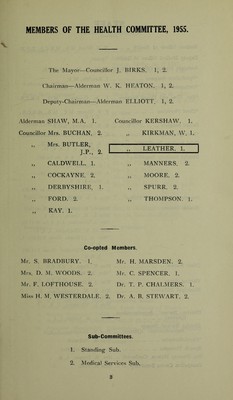 MEMBERS OF THE HEALTH COMMITTEE, 1955.
The Mayor—Councillor J. BIRKS, 1, 2.
Chairman—Alderman W. K. HEATON, 1, 2.
Deputy-Chairman—Alderman ELLIOTT, 1, 2.
Alderman SHAW, M.A. 1.
Councillor Mrs. BUCHAN, 2.
„ Mrs. BUTLER,
J.P., 2.
„ CALDWELL, 1.
„ COCKAYNE, 2.
„ DERBYSHIRE, 1.
„ FORD, 2.
„ KAY, 1.
Councillor KERSHAW, 1.
„ KIRKMAN, W. 1.
„ LEATHER, 1.
„ MANNERS, 2.
„ MOORE, 2.
„ SPURR, 2.
„ THOMPSON, 1.
Co-opted Members.
Mr. S. BRADBURY, 1.
Mrs. D. M. WOODS, 2.
Mr. F. LOFTHOUSE, 2.
Miss H. M. WESTERDALE, 2.
Mr. H. MARSDEN, 2.
Mr. C. SPENCER, 1.
Dr. T. P. CHALMERS, 1.
Dr. A. B. STEWART, 2.
Sub-Committees.
1. Standing Sub.
2. Medical Services Sub.